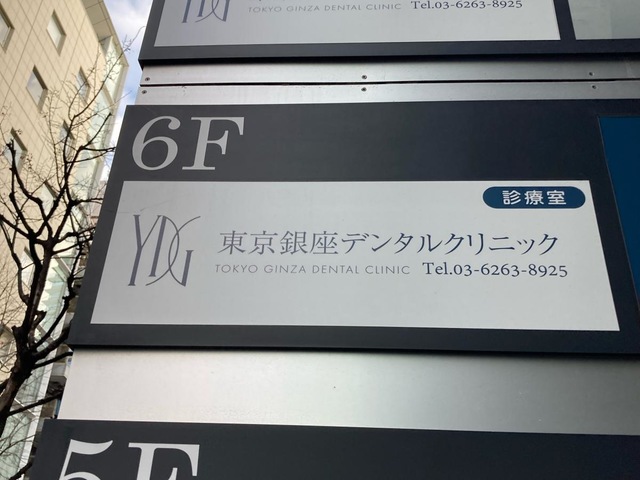 TOKYO GINZA DENTAL CLINIC Tel.03-6263-8925
6F
診療室
YDG 東京銀座デンタルクリニック
TOKYO GINZA DENTAL CLINIC Tel.03-6263-8925
5F